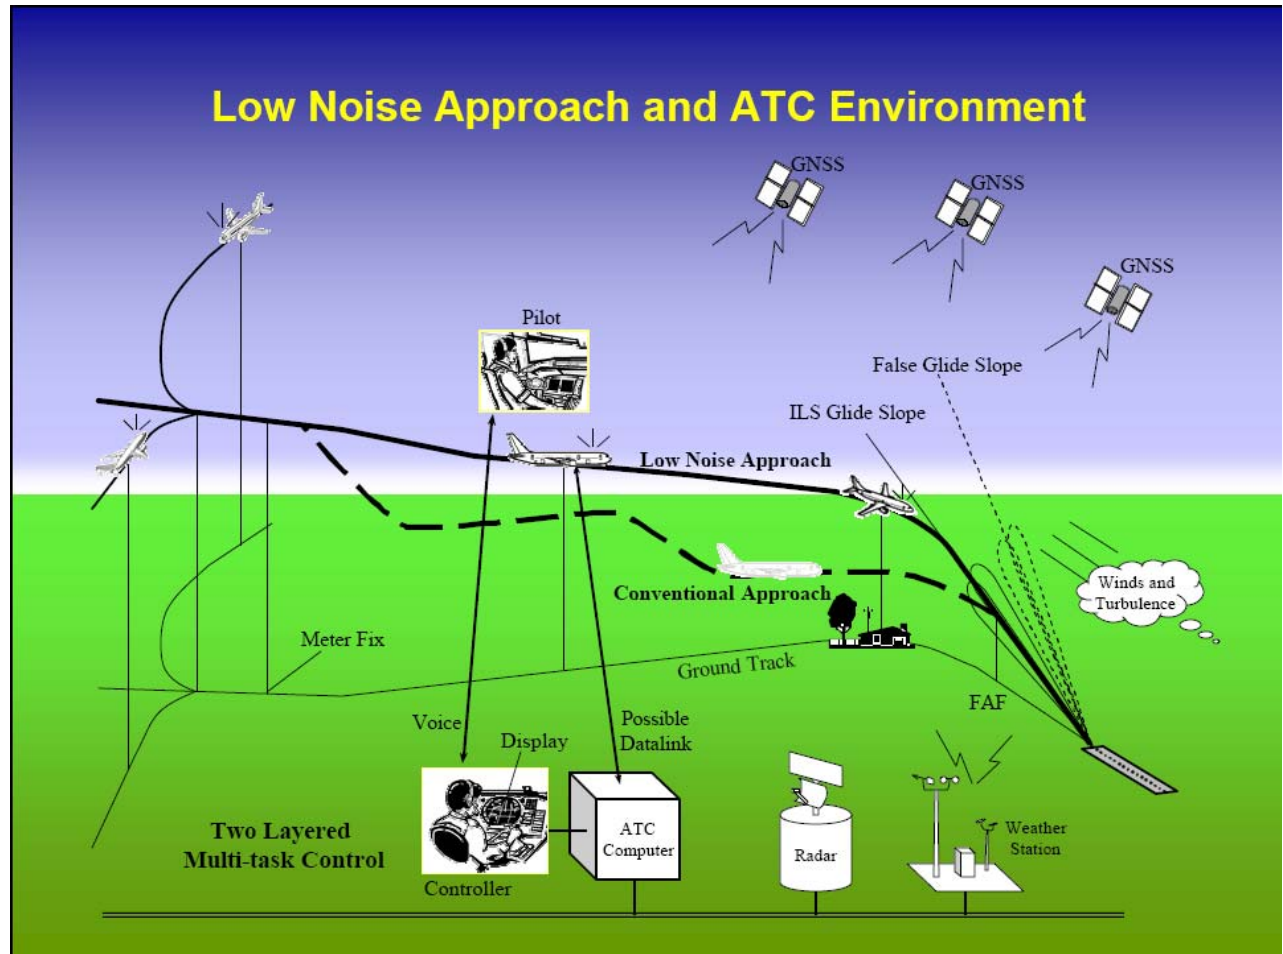 Low Noise Approach and ATC Environment
GNSS
GNSS
GNSS
Pilot
False Glide Slope
ILS Glide Slope
Low Noise Approach
Winds and
Turbulence
Conventional Approach
Meter Fix
Ground Track
FAF
Voice
Possible
Datalink
Display
Two Layered
Multi-task Control
ATC
Computer
Radar
Weather
Station
Controller